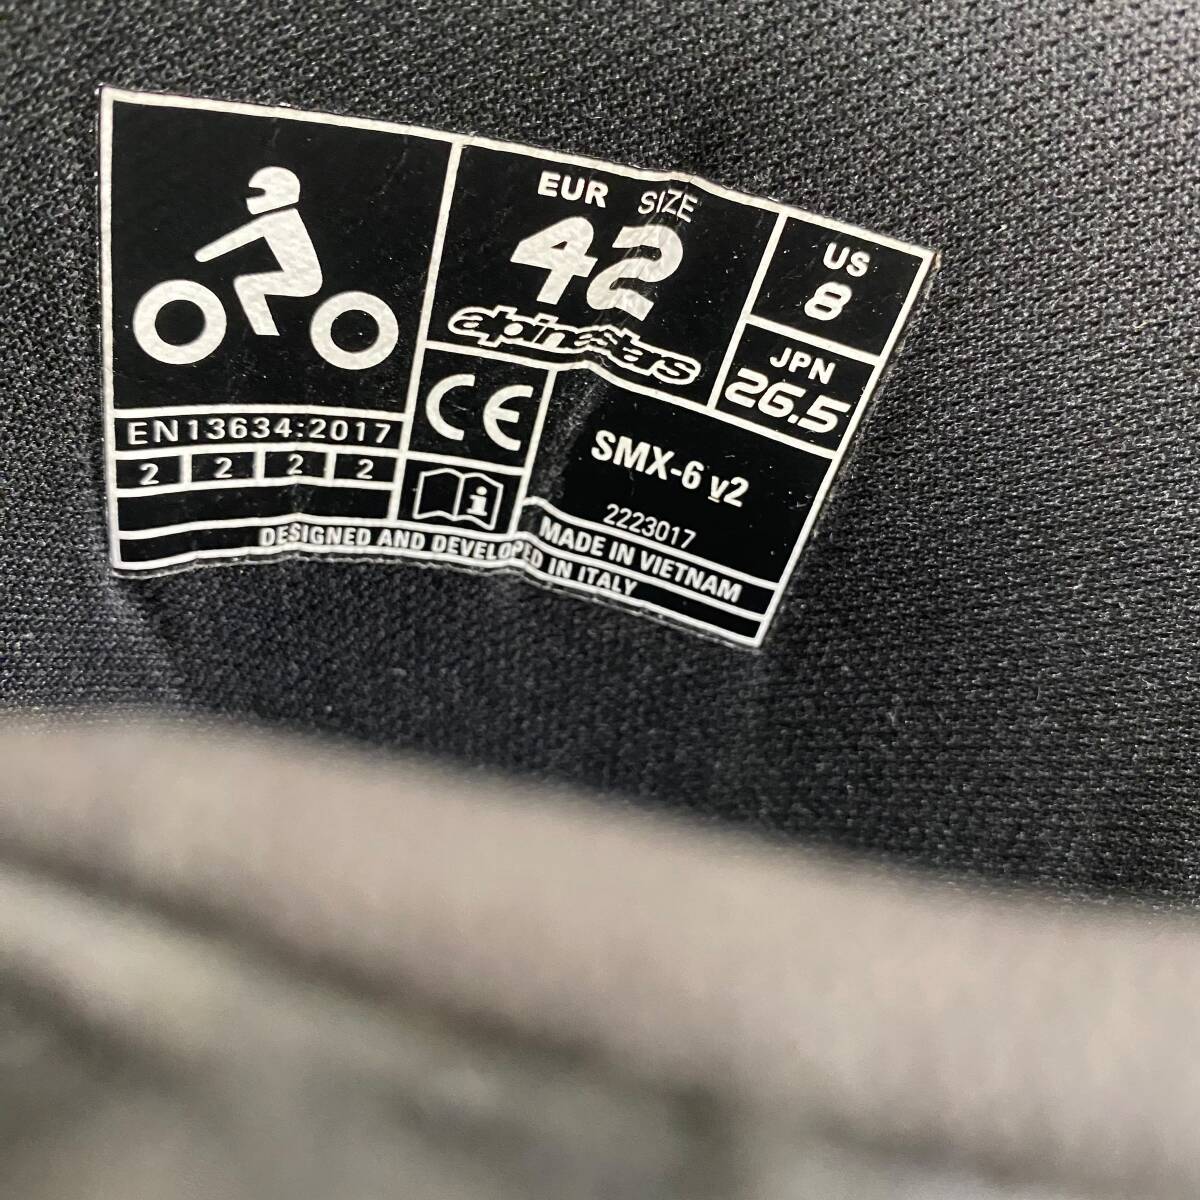 EUR SIZE
42
alpinestars
US
8
JPN
26.5
EN13634:2017
2 2 2 2
CE
i
SMX-6 v2
2223017
MADE IN VIETNAM
DESIGNED AND DEVELOPED IN ITALY